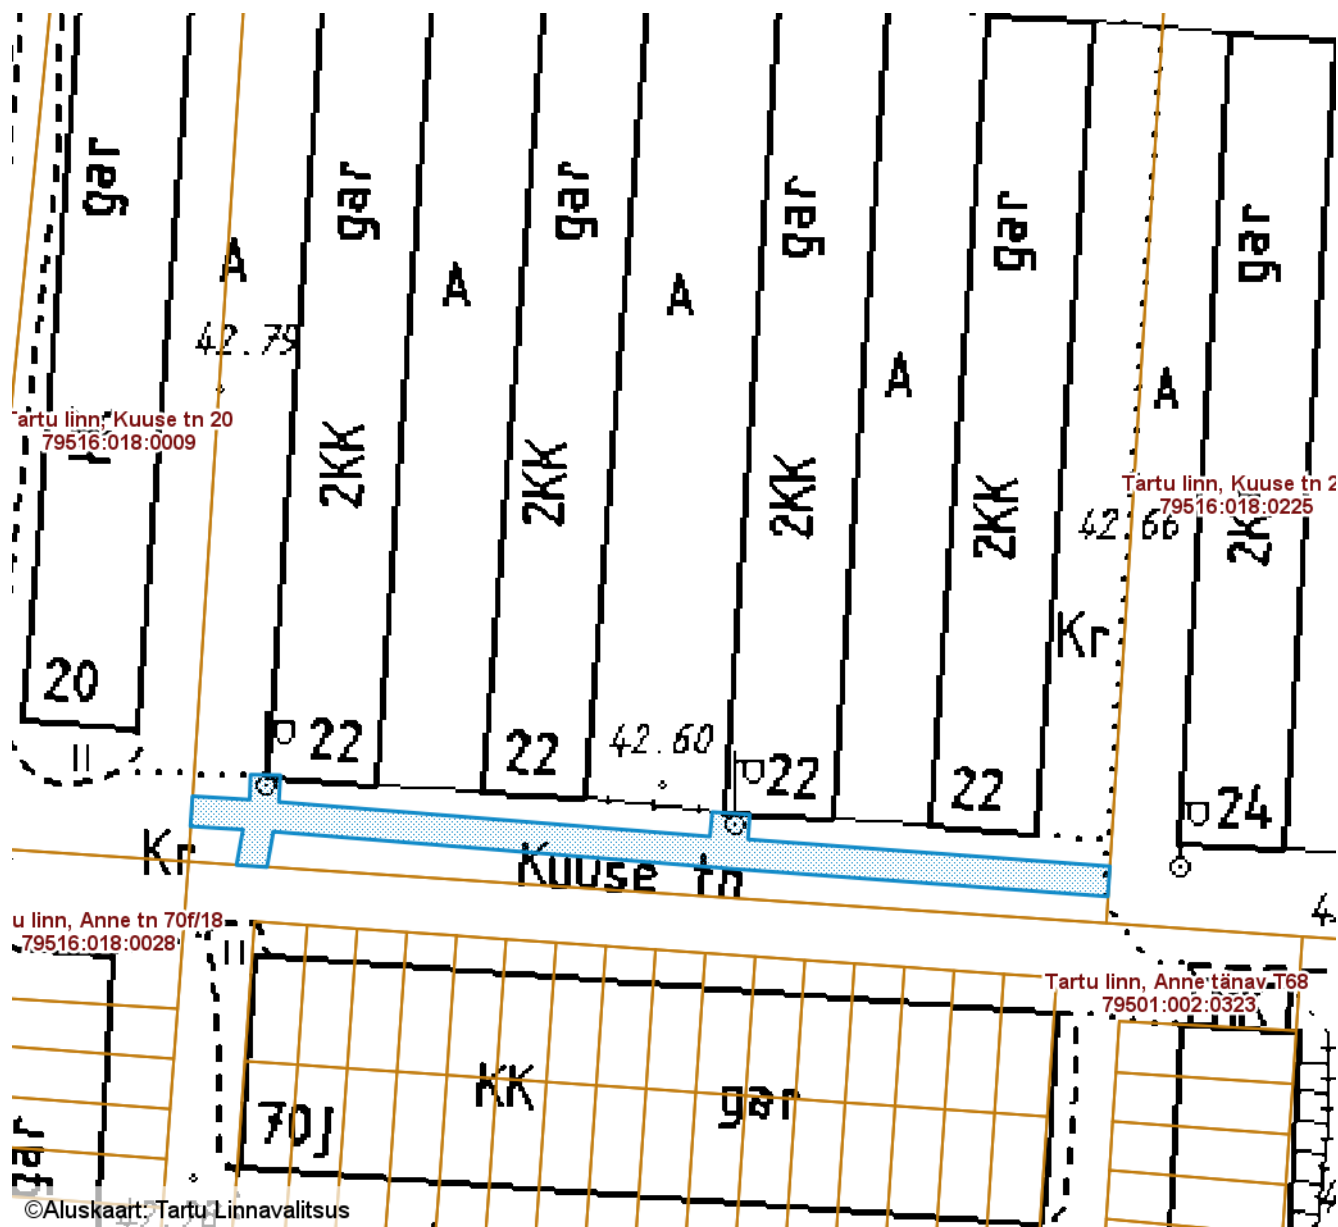 gar
gar
gar
gar
gar
gar
A
A
A
A
A
42.79
Tartu linn, Kuuse tn 20
79516:018:0009
2KK
2KK
2KK
2KK
Tartu linn, Kuuse tn 2
79516:018:0225
42.66
Kr
20
22
22
42.60
22
22
24
Kr
Kuuse tn
u linn, Anne tn 70f/18
79516:018:0028
Tartu linn, Anne tänav T68
79501:002:0323
KK
gar
70J
gar
©Aluskaart: Tartu Linnavalitsus